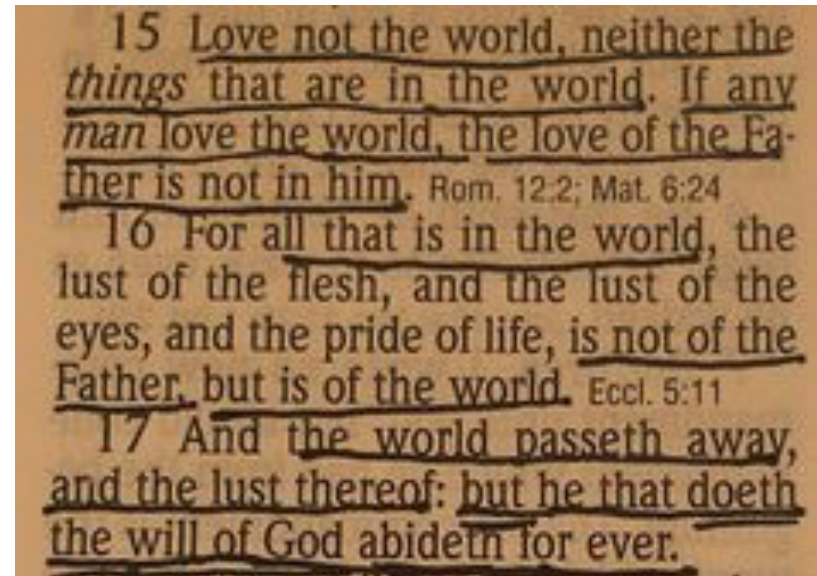 15 Love not the world, neither the
things that are in the world. If any
man love the world, the love of the Fa-
ther is not in him. Rom. 12:2; Mat. 6:24
16 For all that is in the world, the
lust of the flesh, and the lust of the
eyes, and the pride of life, is not of the
Father, but is of the world. Eccl. 5:11
17 And the world passeth away,
and the lust thereof: but he that doeth
the will of God abideth for ever.